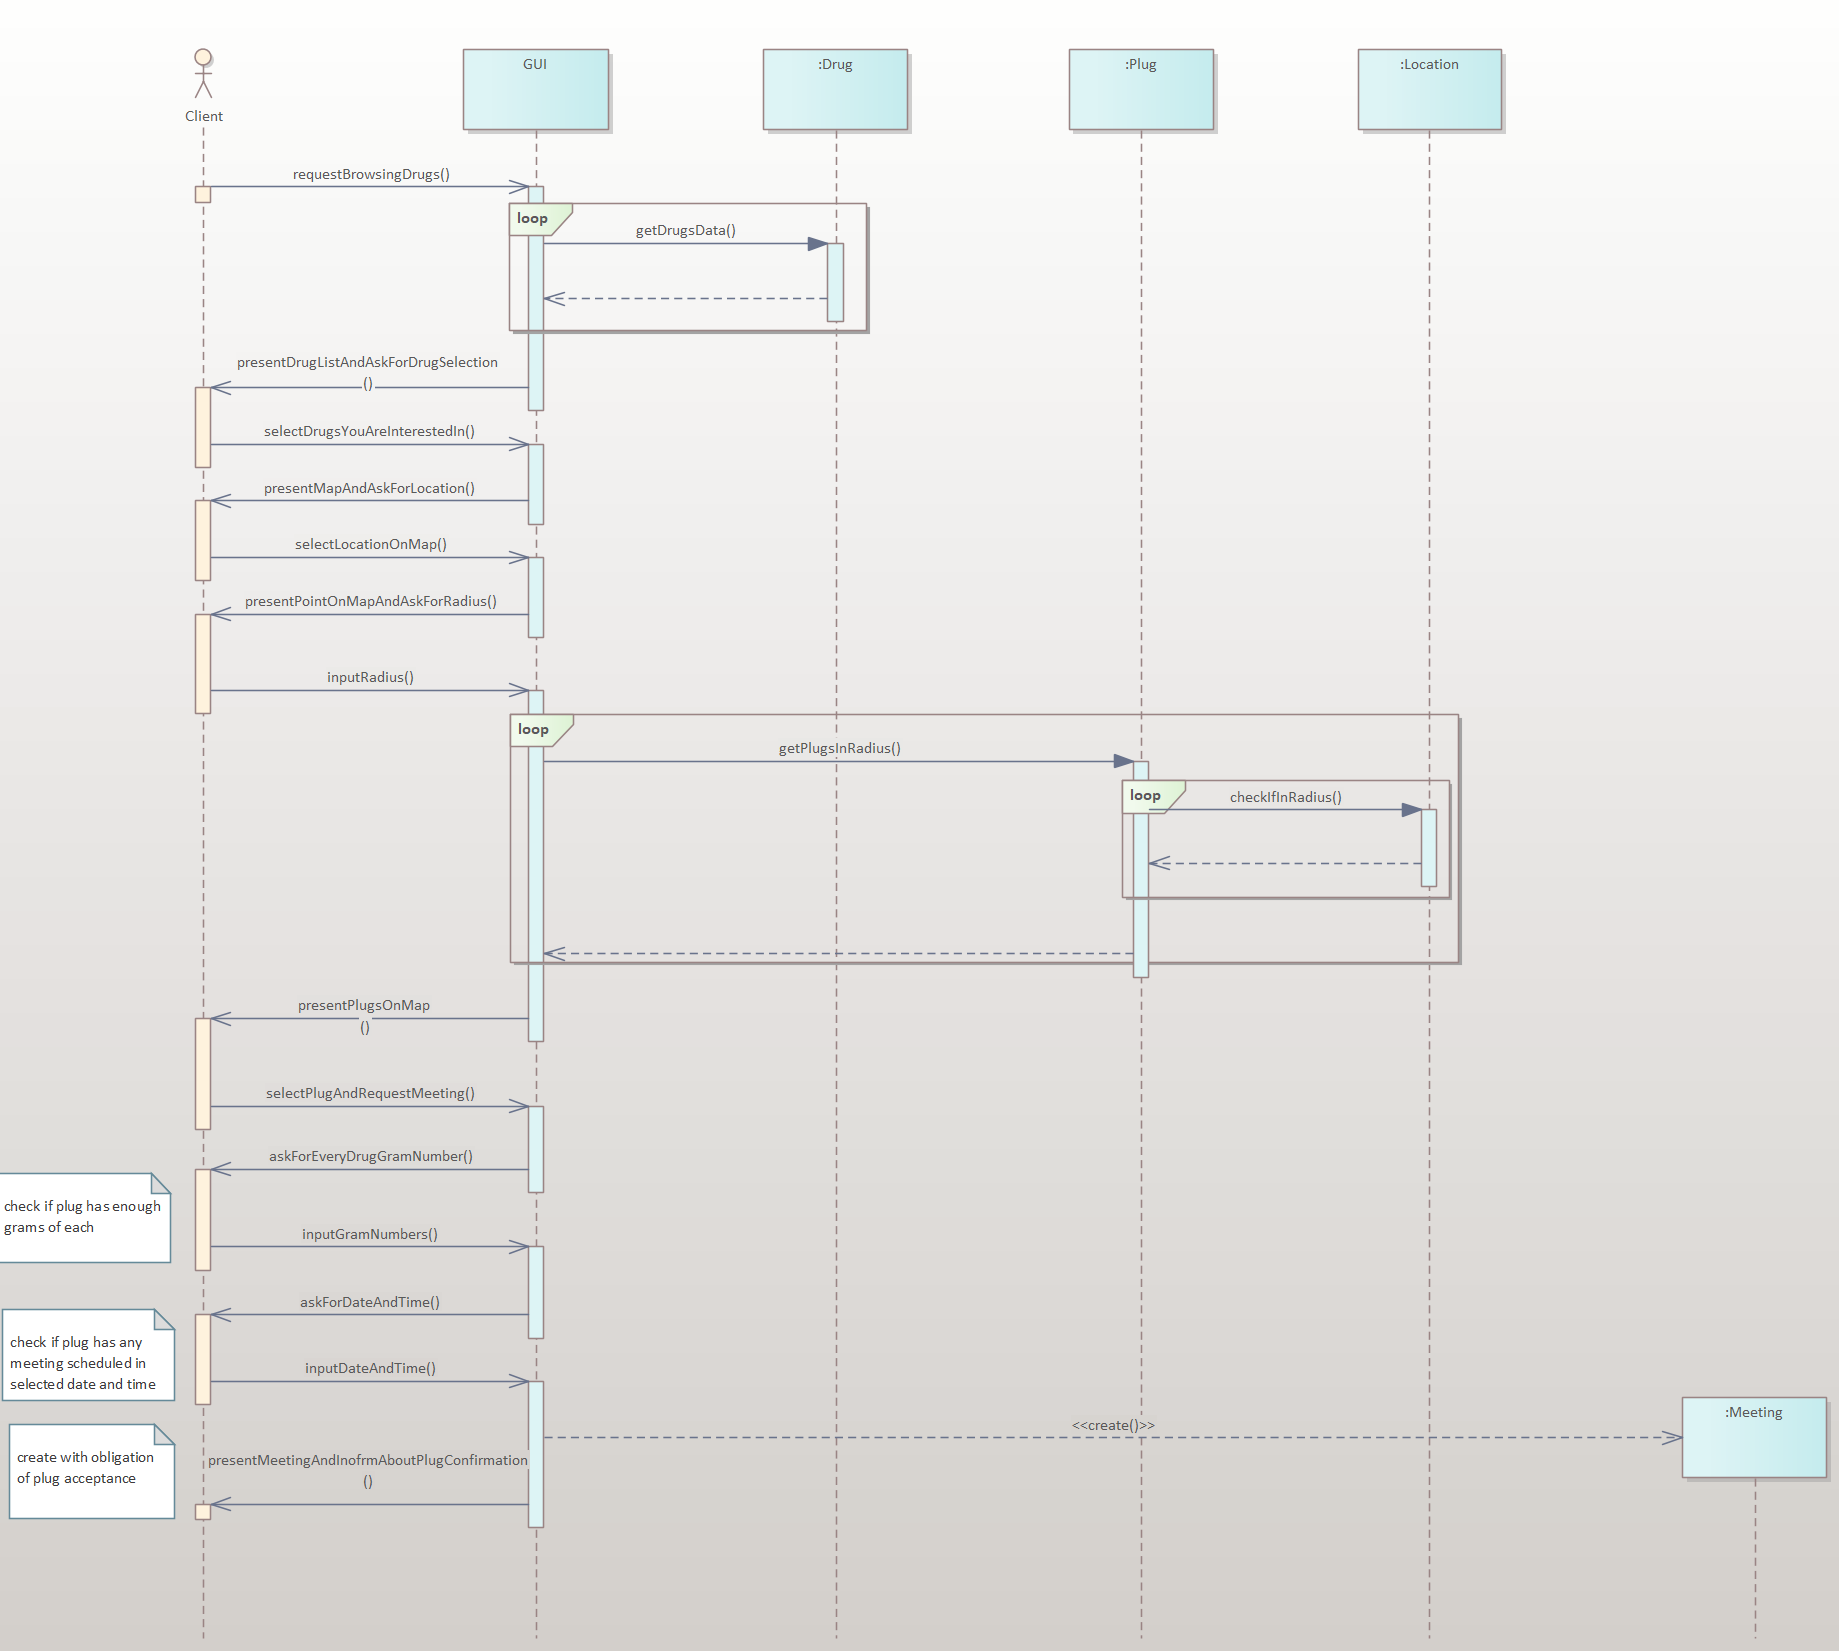 GUI
:Drug
:Plug
:Location
Client
requestBrowsingDrugs()
loop
getDrugsData()
presentDrugListAndAskForDrugSelection
()
selectDrugsYouAreInterestedIn()
presentMapAndAskForLocation()
selectLocationOnMap()
presentPointOnMapAndAskForRadius()
inputRadius()
loop
getPlugsInRadius()
loop
checkIfInRadius()
presentPlugsOnMap
()
selectPlugAndRequestMeeting()
askForEveryDrugGramNumber()
check if plug has enough
grams of each
inputGramNumbers()
askForDateAndTime()
check if plug has any
meeting scheduled in
selected date and time
inputDateAndTime()
:Meeting
<<create()>>
create with obligation
of plug acceptance
presentMeetingAndInofrmAboutPlugConfirmation
()